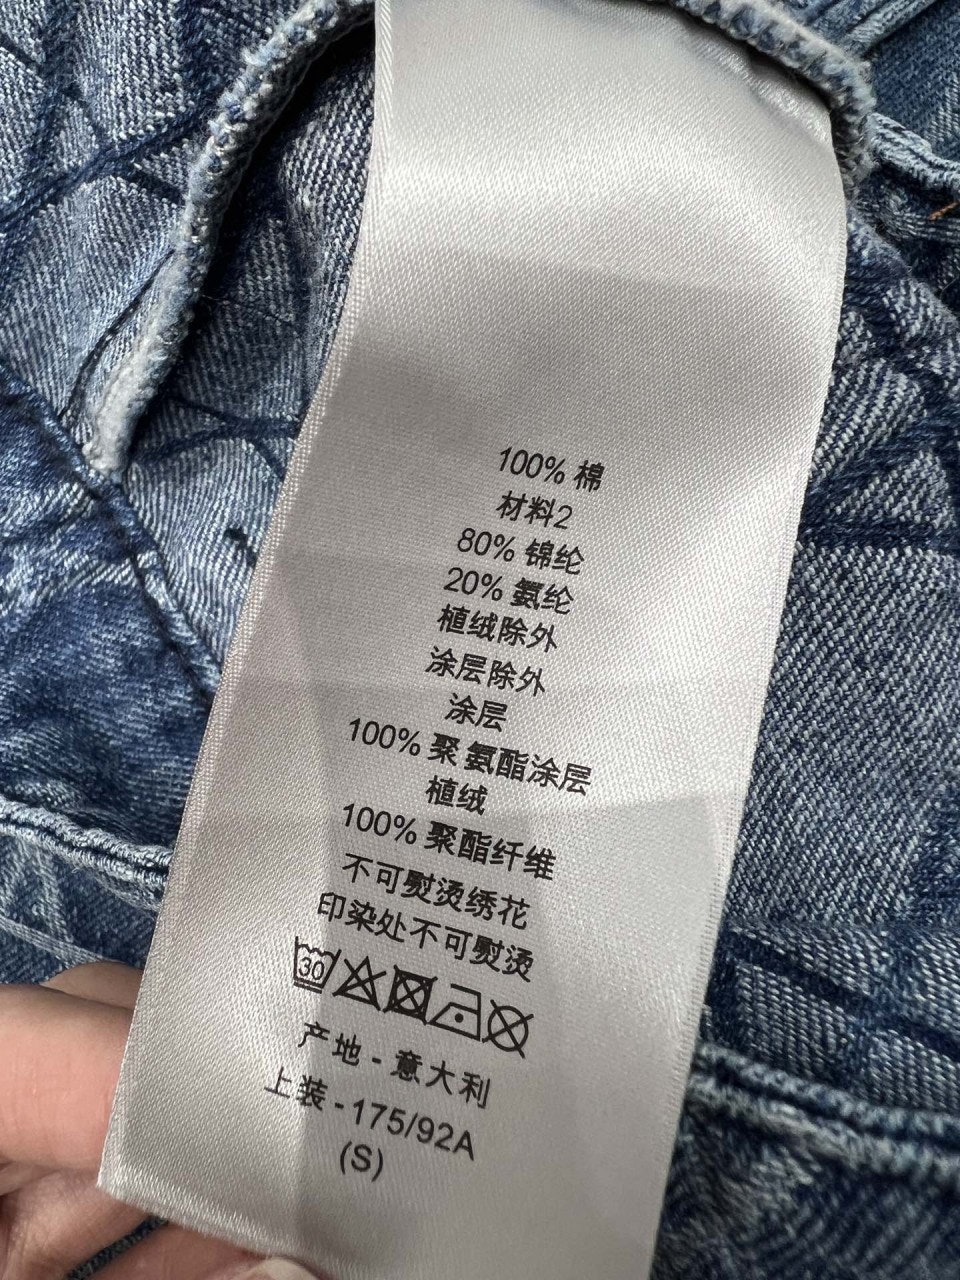 100% 棉
材料2
80% 锦纶
20% 氨纶
植绒除外
涂层除外
涂层
100% 聚氨酯涂层
植绒
100% 聚酯纤维
不可熨烫绣花
印染处不可熨烫
30
产地 - 意大利
上装 - 175/92A
(S)